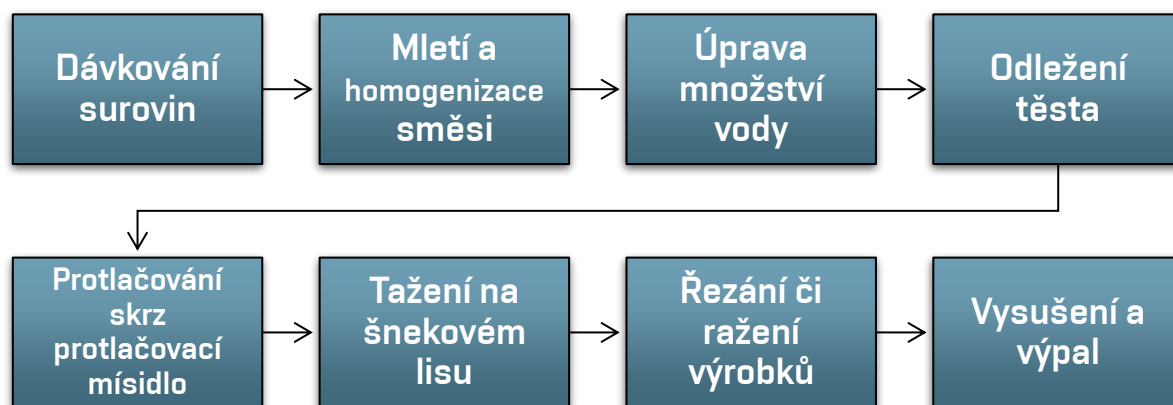 Dávkování
surovin
Mletí a
homogenizace
směsi
Úprava
množství
vody
Odležení
těsta
Protlačování
skrz
protlačovací
mísidlo
Tažení na
šnekovém
lisu
Řezání či
ražení
výrobků
Vysušení a
výpal